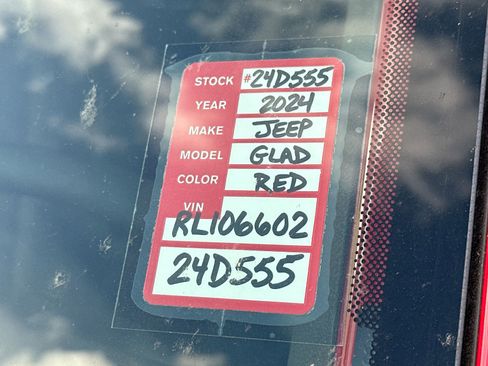 STOCK #24D555
YEAR 2024
MAKE JEEP
MODEL GLAD
COLOR RED
VIN
RL106602
24D555